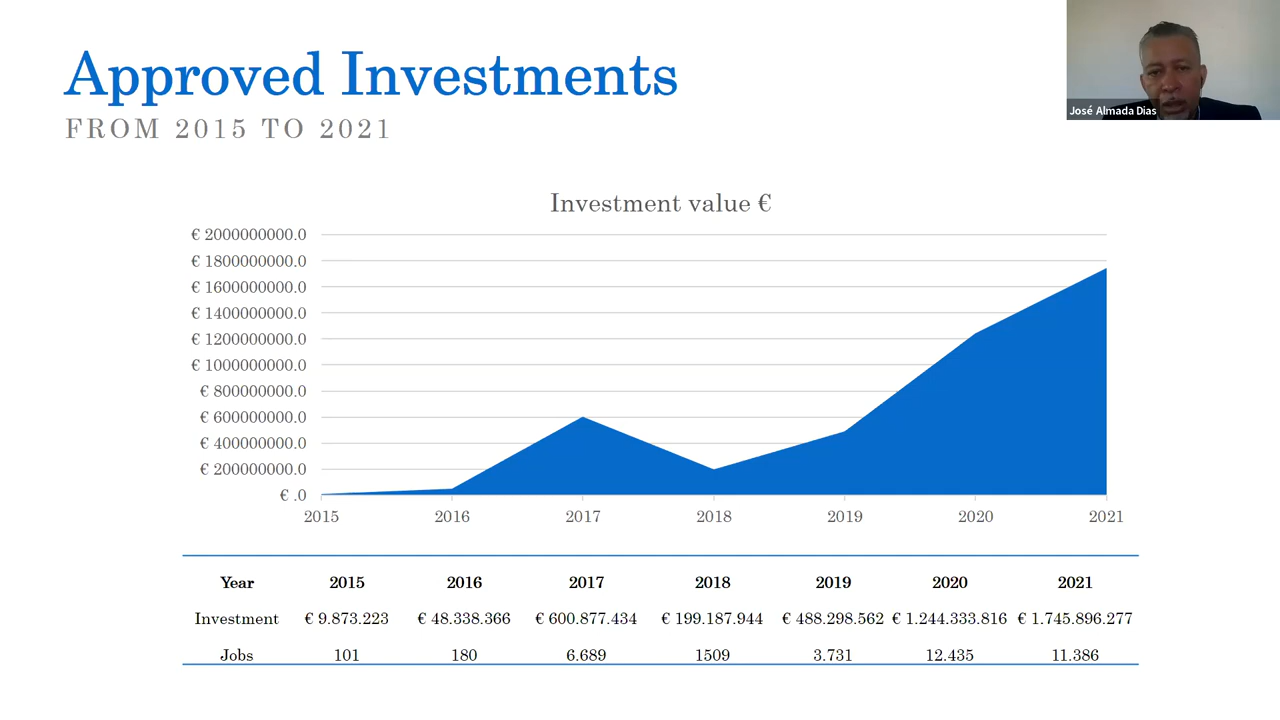 Approved Investments
FROM 2015 TO 2021
José Almada Dias
Investment value €
€ 2000000000.0
€ 1800000000.0
€ 1600000000.0
€ 1400000000.0
€ 1200000000.0
€ 1000000000.0
€ 800000000.0
€ 600000000.0
€ 400000000.0
€ 200000000.0
€ .0
2015 2016 2017 2018 2019 2020 2021
Year 2015 2016 2017 2018 2019 2020 2021
Investment € 9.873.223 € 48.338.366 € 600.877.434 € 199.187.944 € 488.298.562 € 1.244.333.816 € 1.745.896.277
Jobs 101 180 6.689 1509 3.731 12.435 11.386